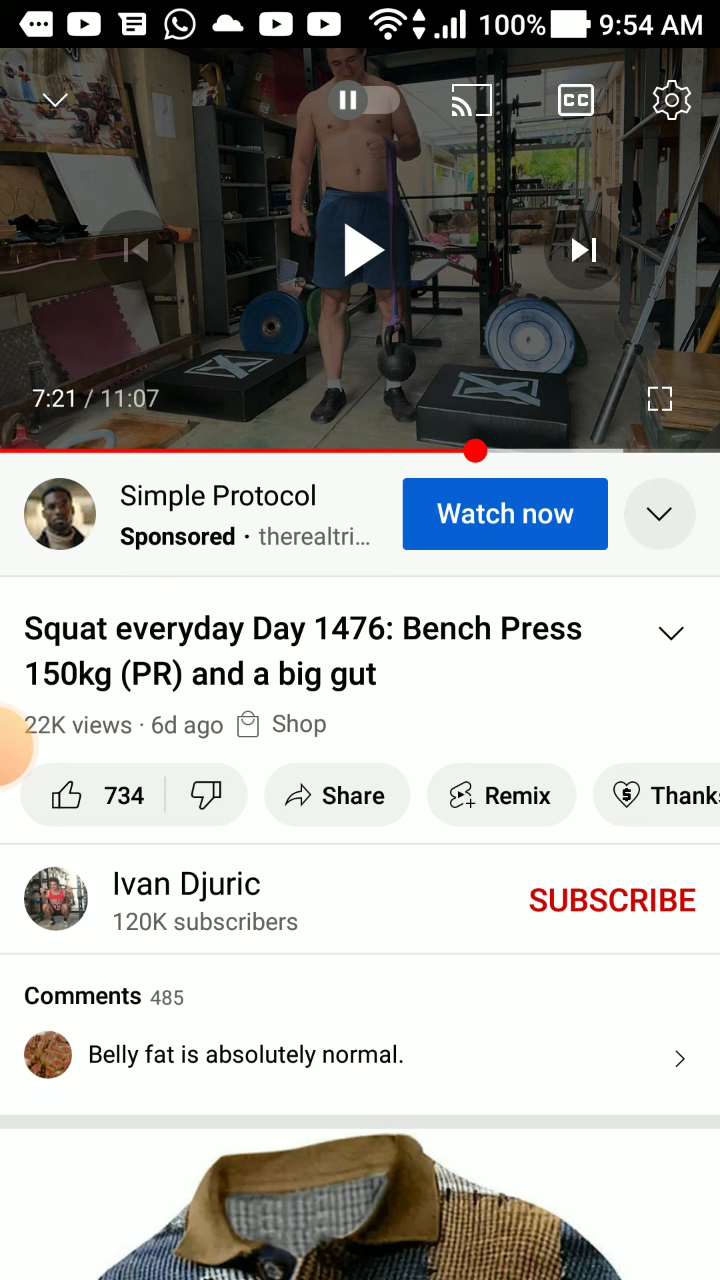 100% 9:54 AM
CC
7:21 / 11:07
Simple Protocol
Sponsored · therealtri...
Watch now
Squat everyday Day 1476: Bench Press
150kg (PR) and a big gut
22K views · 6d ago Shop
734
Share
Remix
Thanks
Ivan Djuric
120K subscribers
SUBSCRIBE
Comments 485
Belly fat is absolutely normal.